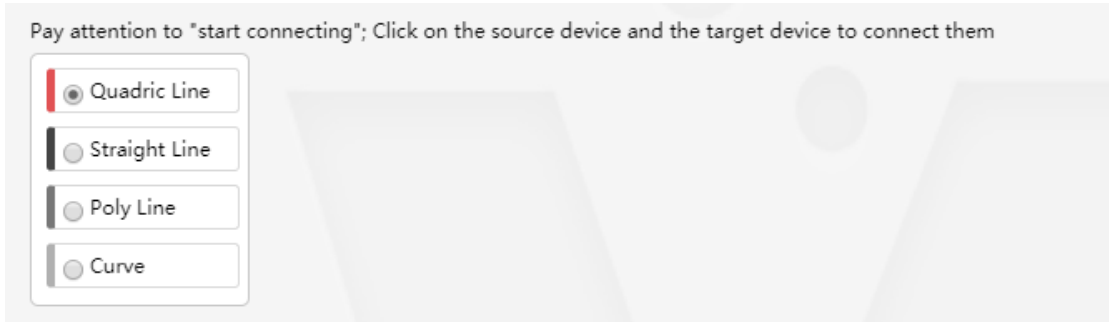 Pay attention to "start connecting"; Click on the source device and the target device to connect them
Quadric Line
Straight Line
Poly Line
Curve